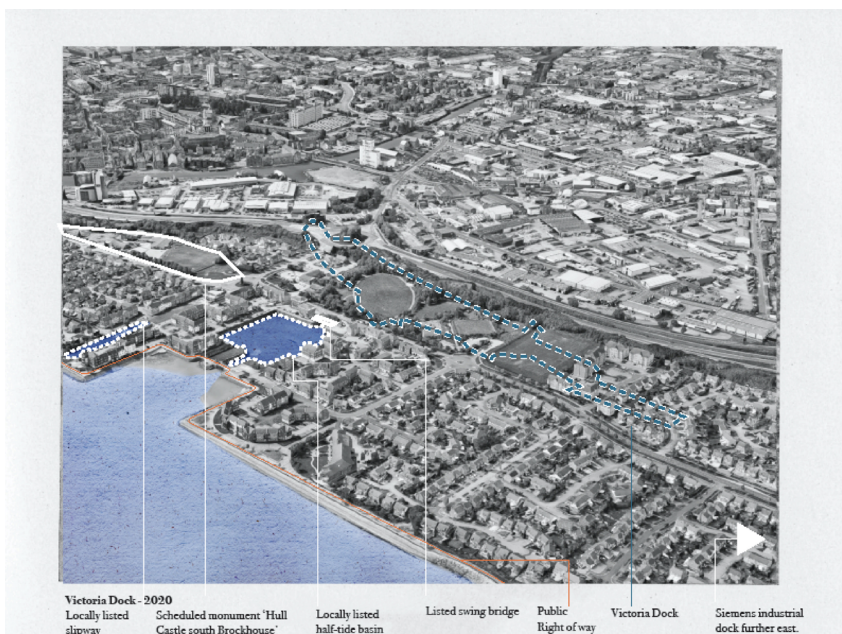 Victoria Dock - 2020
Locally listed
slipway
Scheduled monument 'Hull
Castle south Brockhouse'
Locally listed
half-tide basin
Listed swing bridge
Public
Right of way
Victoria Dock
Siemens industrial
dock further east.